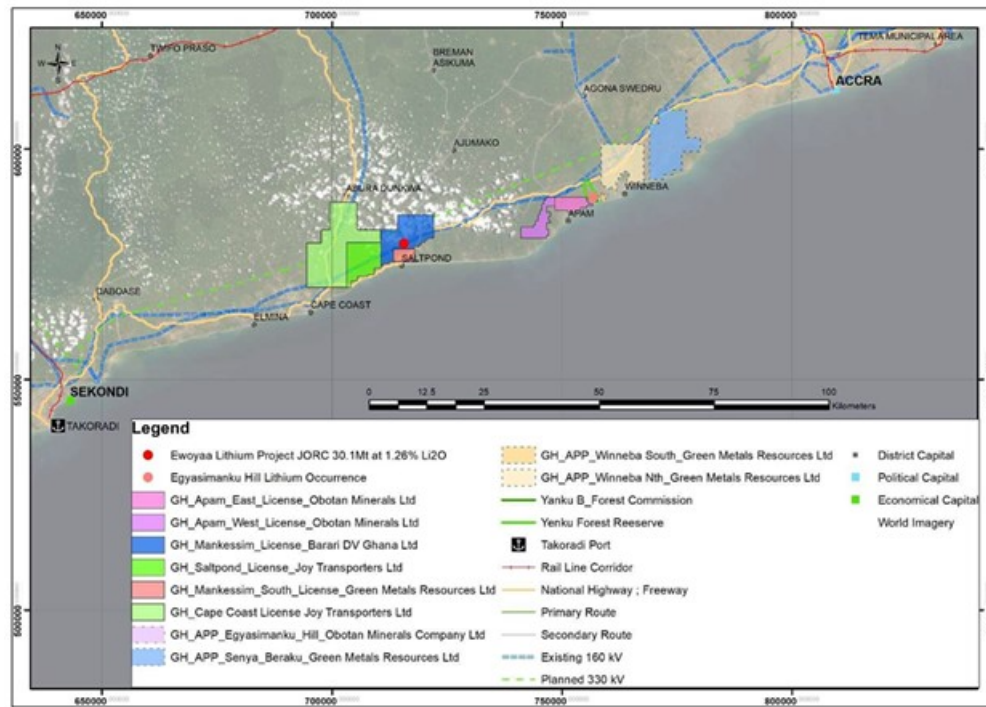 650000 700000 750000 800000
TEMA MUNICIPAL AREA
TWIFO PRASO
N
W E
S
BREMAN
ASIKUMA
ACCRA
AGONA SWEDRU
600000
AJUMAKO
ABURA DUNKWA
WINNEBA
APAM
SALTPOND
DABOASE
CAPE COAST
ELMINA
550000
SEKONDI
0 12.5 25 50 75 100
Kilometers
TAKORADI
Legend
Ewoyaa Lithium Project JORC 30.1Mt at 1.26% Li2O
Egyasimanku Hill Lithium Occurrence
GH_Apam_East_License_Obotan Minerals Ltd
GH_Apam_West_License_Obotan Minerals Ltd
GH_Mankessim_License_Barari DV Ghana Ltd
GH_Saltpond_License_Joy Transporters Ltd
GH_Mankessim_South_License_Green Metals Resources Ltd
GH_Cape Coast License Joy Transporters Ltd
GH_APP_Egyasimanku_Hill_Obotan Minerals Company Ltd
GH_APP_Senya_Beraku_Green Metals Resources Ltd
GH_APP_Winneba South_Green Metals Resources Ltd
GH_APP_Winneba Nth_Green Metals Resources Ltd
Yanku B_Forest Commission
Yenku Forest Reeserve
Takoradi Port
Rail Line Corridor
National Highway ; Freeway
Primary Route
Secondary Route
Existing 160 kV
Planned 330 kV
District Capital
Political Capital
Economical Capital
World Imagery
500000
650000 700000 750000 800000